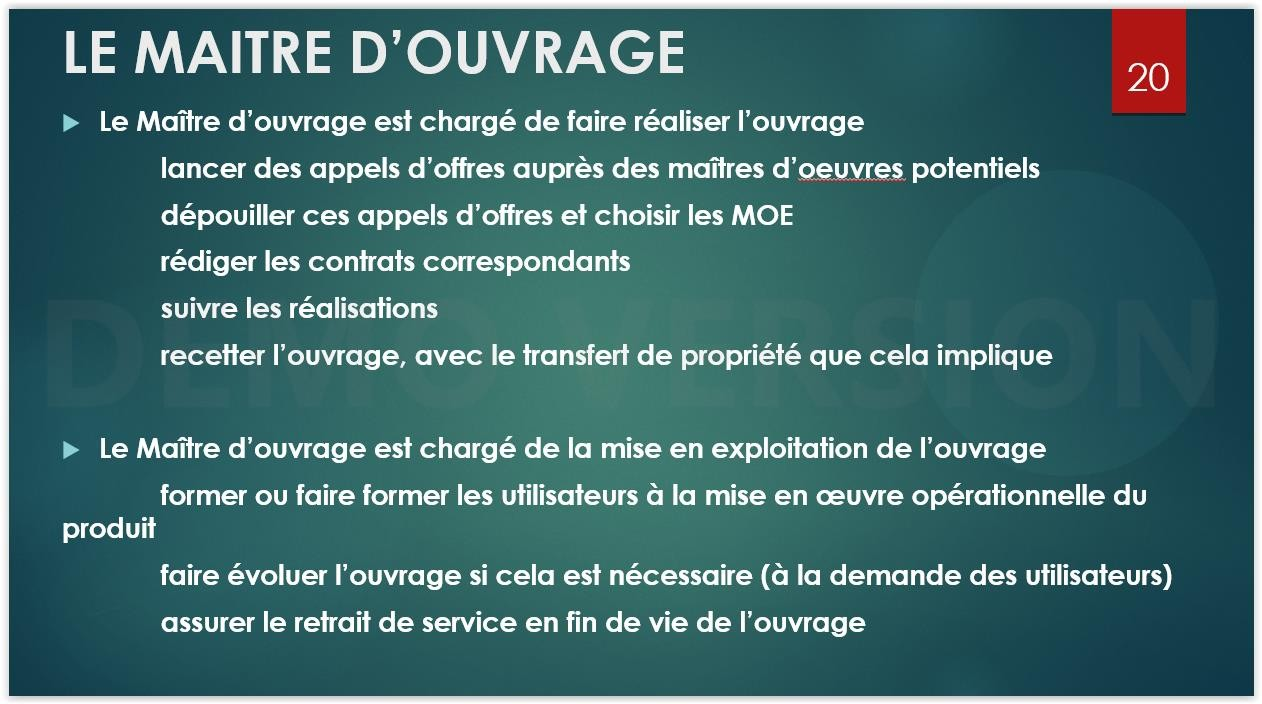 LE MAITRE D’OUVRAGE
20
Le Maître d’ouvrage est chargé de faire réaliser l’ouvrage
lancer des appels d’offres auprès des maîtres d’oeuvres potentiels
dépouiller ces appels d’offres et choisir les MOE
rédiger les contrats correspondants
suivre les réalisations
recetter l’ouvrage, avec le transfert de propriété que cela implique
DEMO VERSION
Le Maître d’ouvrage est chargé de la mise en exploitation de l’ouvrage
former ou faire former les utilisateurs à la mise en œuvre opérationnelle du
produit
faire évoluer l’ouvrage si cela est nécessaire (à la demande des utilisateurs)
assurer le retrait de service en fin de vie de l’ouvrage